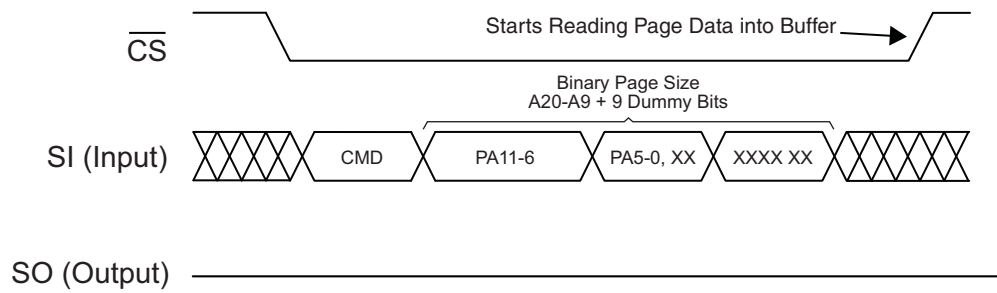 Starts Reading Page Data into Buffer
CS
Binary Page Size
A20-A9 + 9 Dummy Bits
SI (Input)
CMD
PA11-6
PA5-0, XX
XXXX XX
SO (Output)